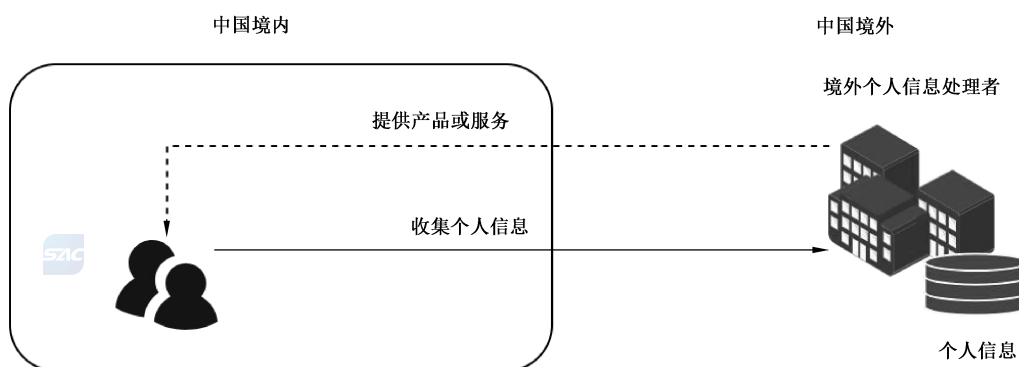 中国境内
中国境外
境外个人信息处理者
提供产品或服务
收集个人信息
SAC
个人信息